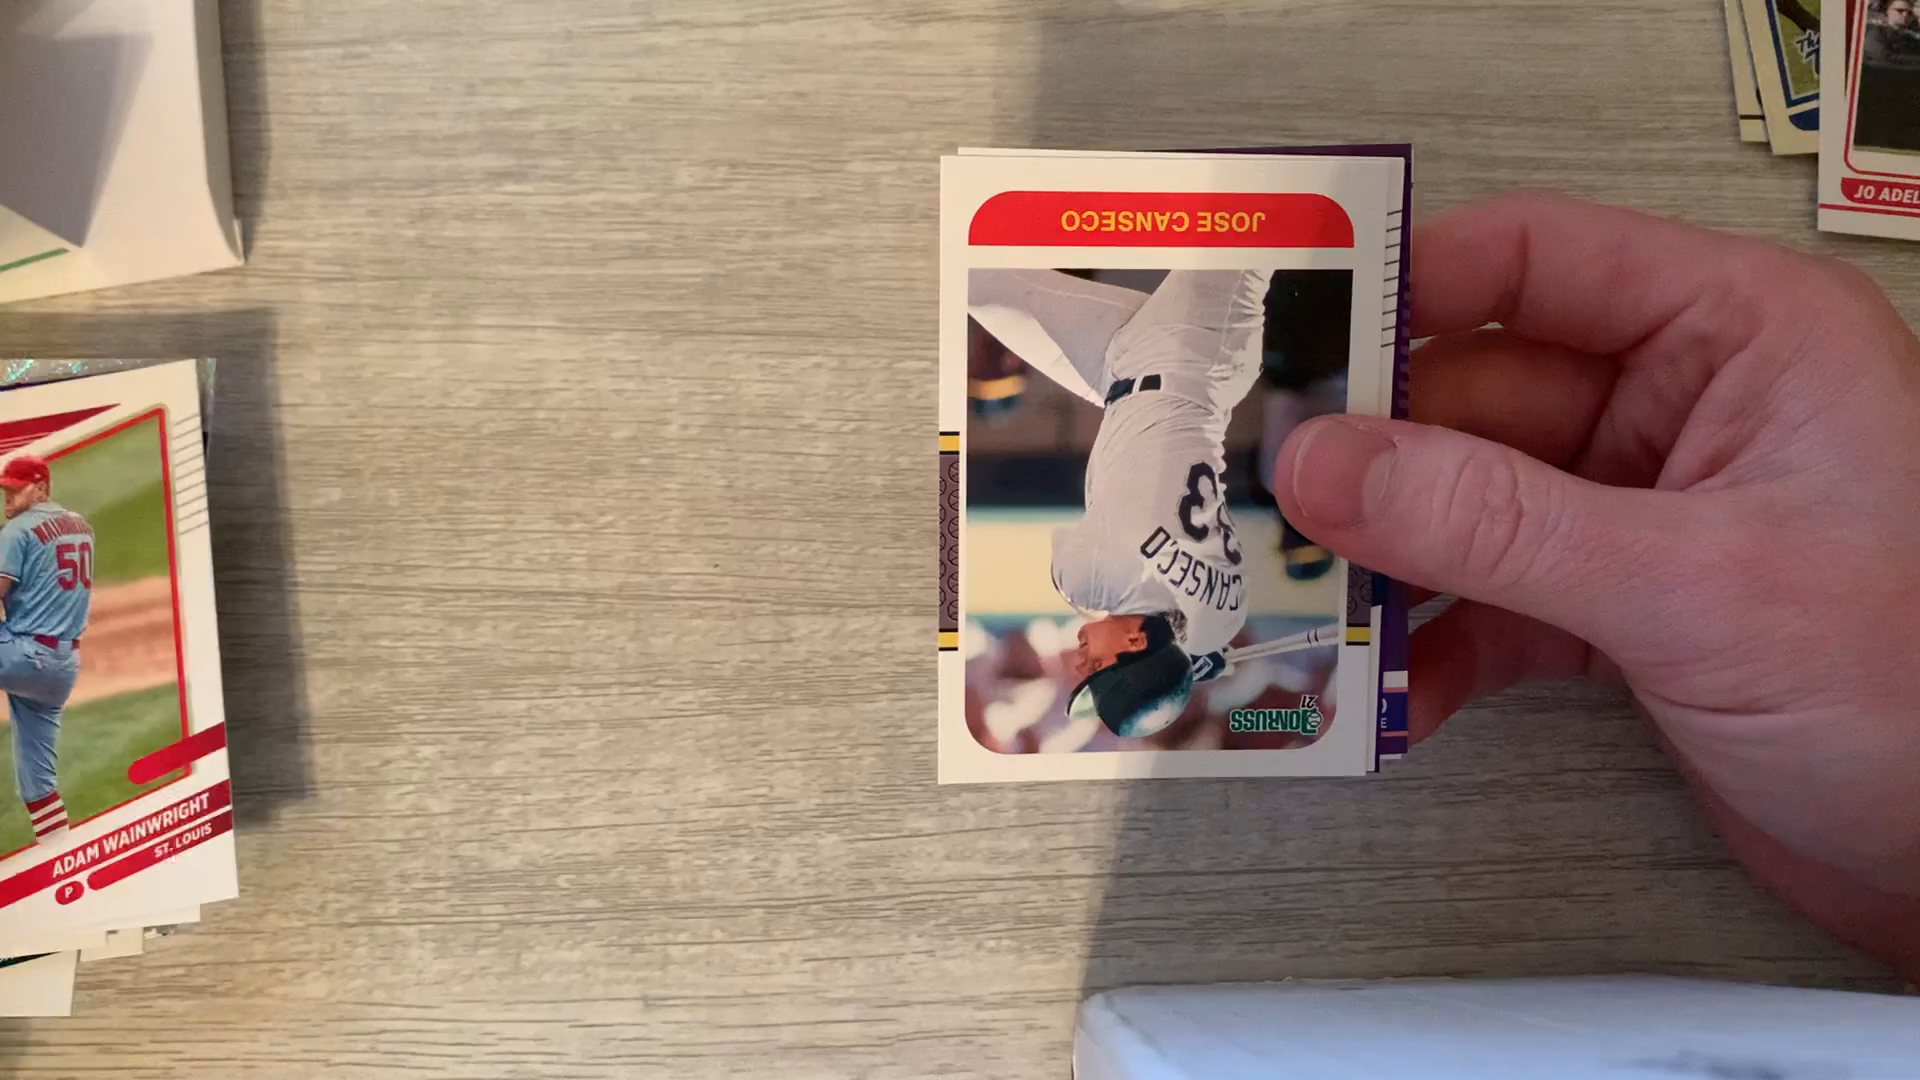 JO ADEL
JOSE CANSECO
33
CANSECO
DONRUSS
21
E
50
ADAM WAINWRIGHT
ST. LOUIS
P